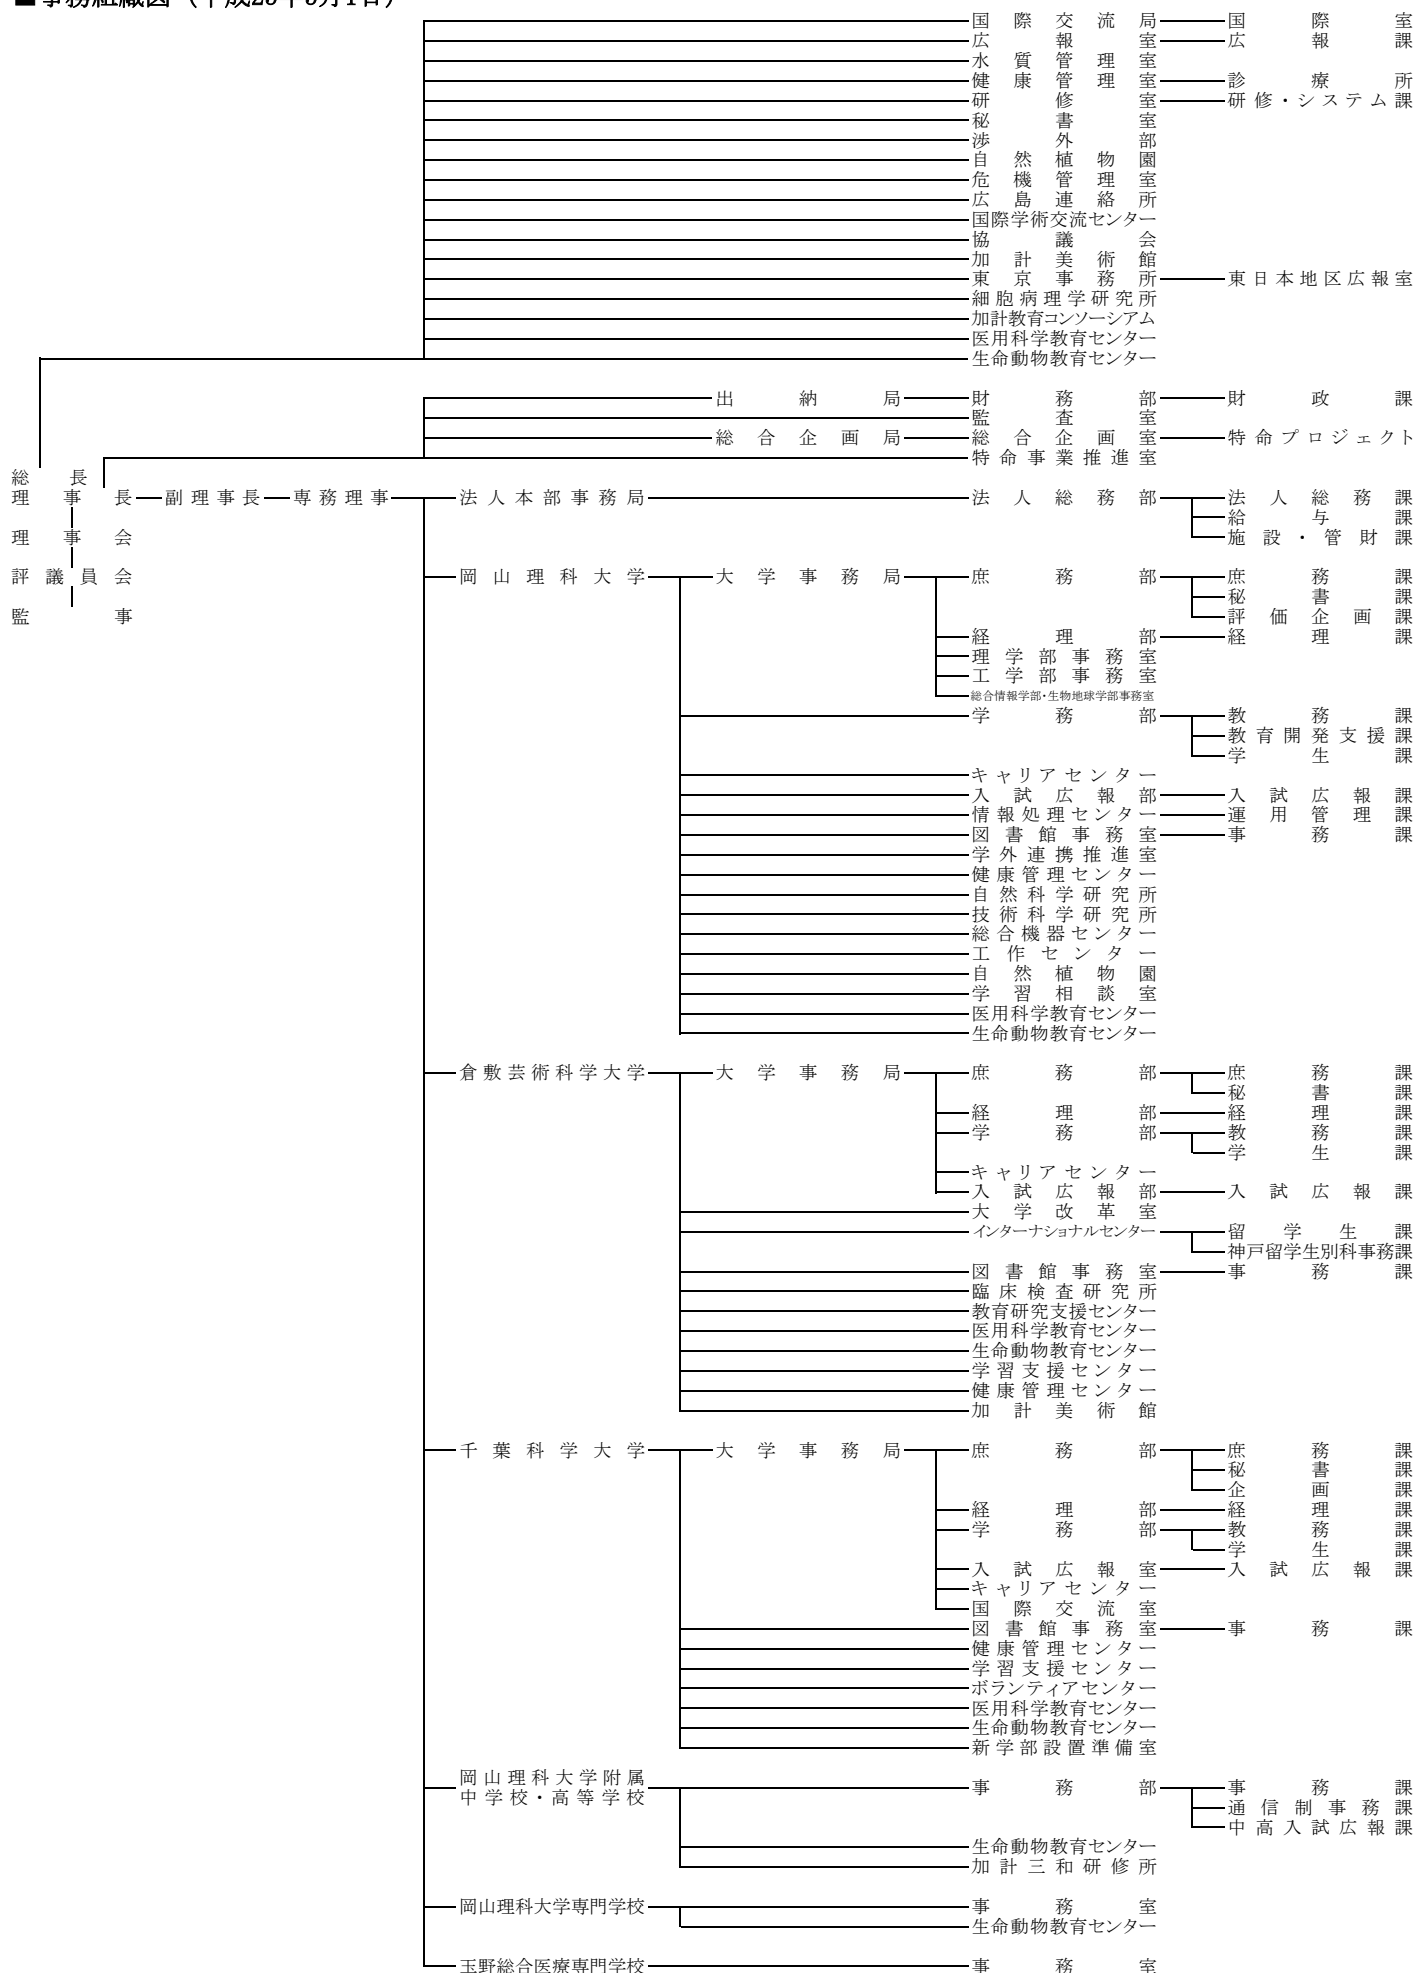 ■事務組織図（平成25年5月1日）
国際交流局 国際室
広報室 広報課
水質管理室
健康管理室 診療所
研修室 研修・システム課
秘書室
渉外部
自然植物園
危機管理室
広島連絡所
国際学術交流センター
協議会
加計美術館
東京事務所 東日本地区広報室
細胞病理学研究所
加計教育コンソーシアム
医用科学教育センター
生命動物教育センター
出納局 財務部 財政課
監査室
総合企画局 総合企画室 特命プロジェクト
特命事業推進室
総長
理事長 副理事長 専務理事 法人本部事務局 法人総務部 法人総務課
給与課
理事会 施設・管財課
評議員会 岡山理科大学 大学事務局 庶務部 庶務課
秘書課
監事 評価企画課
経理部 経理課
理学部事務室
工学部事務室
総合情報学部・生物地球学部事務室
学務部 教務課
教育開発支援課
学生課
キャリアセンター
入試広報部 入試広報課
情報処理センター 運用管理課
図書館事務室 事務課
学外連携推進室
健康管理センター
自然科学研究所
技術科学研究所
総合機器センター
工作センター
自然植物園
学習相談室
医用科学教育センター
生命動物教育センター
倉敷芸術科学大学 大学事務局 庶務部 庶務課
秘書課
経理部 経理課
学務部 教務課
学生課
キャリアセンター
入試広報部 入試広報課
大学改革室
インターナショナルセンター 留学生課
神戸留学生別科事務課
図書館事務室 事務課
臨床検査研究所
教育研究支援センター
医用科学教育センター
生命動物教育センター
学習支援センター
健康管理センター
加計美術館
千葉科学大学 大学事務局 庶務部 庶務課
秘書課
企画課
経理部 経理課
学務部 教務課
学生課
入試広報室 入試広報課
キャリアセンター
国際交流室
図書館事務室 事務課
健康管理センター
学習支援センター
ボランティアセンター
医用科学教育センター
生命動物教育センター
新学部設置準備室
岡山理科大学附属
中学校・高等学校 事務部 事務課
通信制事務課
中高入試広報課
生命動物教育センター
加計三和研修所
岡山理科大学専門学校 事務室
生命動物教育センター
玉野総合医療専門学校 事務室